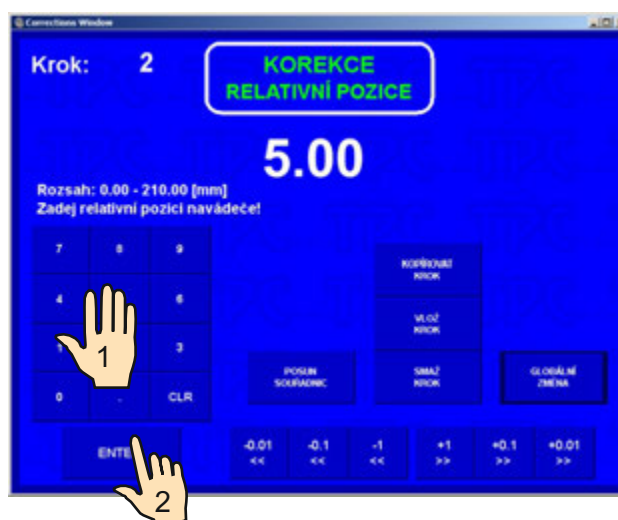 Corrections Window
Krok: 2
KOREKCE
RELATIVNÍ POZICE
5.00
Rozsah: 0.00 - 210.00 [mm]
Zadej relativní pozici navádeče!
7 8 9
KOPÍROVAT
KROK
4 6
VLOŽ
KROK
1 1 3
POSUN
SOUŘADNIC
SMAŽ
KROK
GLOBÁLNÍ
ZMĚNA
0 . CLR
ENTE
-0.01 -0.1 -1 +1 +0.1 +0.01
<< << << >> >> >>
2